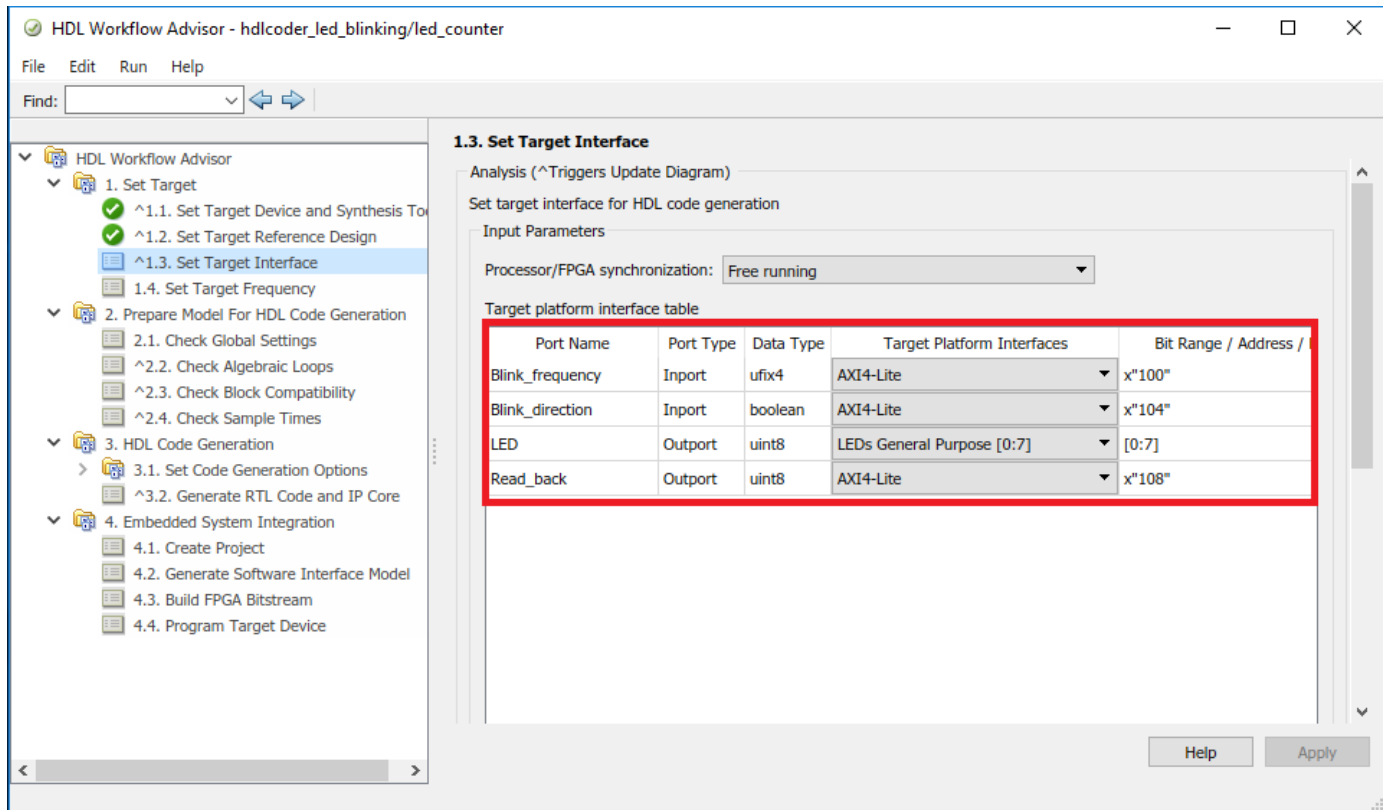 HDL Workflow Advisor - hdlcoder_led_blinking/led_counter
File Edit Run Help
Find:
HDL Workflow Advisor
1. Set Target
^1.1. Set Target Device and Synthesis Too
^1.2. Set Target Reference Design
^1.3. Set Target Interface
1.4. Set Target Frequency
2. Prepare Model For HDL Code Generation
2.1. Check Global Settings
^2.2. Check Algebraic Loops
^2.3. Check Block Compatibility
^2.4. Check Sample Times
3. HDL Code Generation
3.1. Set Code Generation Options
^3.2. Generate RTL Code and IP Core
4. Embedded System Integration
4.1. Create Project
4.2. Generate Software Interface Model
4.3. Build FPGA Bitstream
4.4. Program Target Device
1.3. Set Target Interface
Analysis (^Triggers Update Diagram)
Set target interface for HDL code generation
Input Parameters
Processor/FPGA synchronization: Free running
Target platform interface table
Port Name Port Type Data Type Target Platform Interfaces Bit Range / Address /
Blink_frequency Inport ufix4 AXI4-Lite x"100"
Blink_direction Inport boolean AXI4-Lite x"104"
LED Outport uint8 LEDs General Purpose [0:7] [0:7]
Read_back Outport uint8 AXI4-Lite x"108"
Help Apply